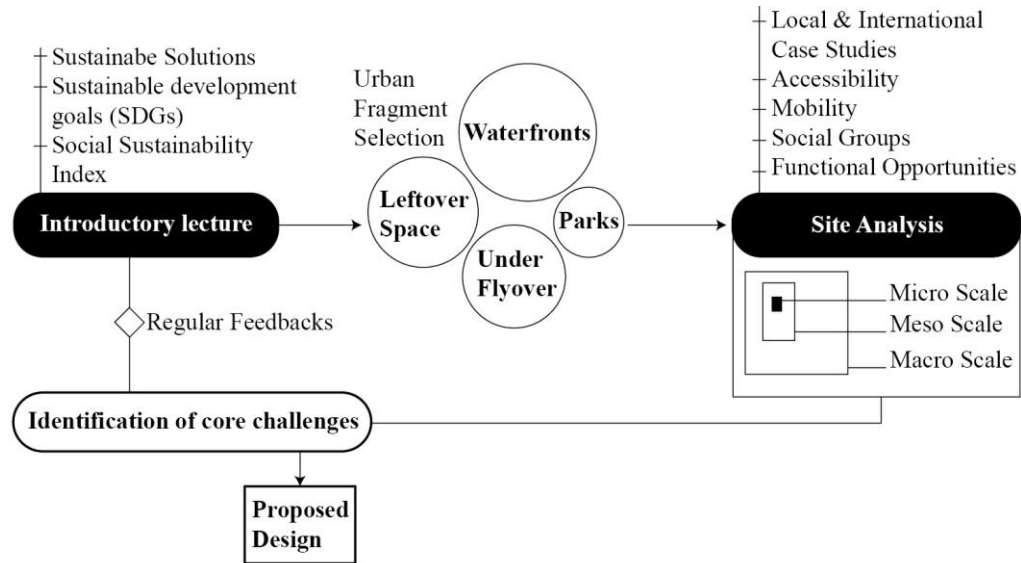 Sustainabe Solutions
Sustainable development
goals (SDGs)
Social Sustainability
Index
Introductory lecture
Urban
Fragment
Selection
Waterfronts
Leftover
Space
Parks
Under
Flyover
Local & International
Case Studies
Accessibility
Mobility
Social Groups
Functional Opportunities
Site Analysis
Micro Scale
Meso Scale
Macro Scale
Regular Feedbacks
Identification of core challenges
Proposed
Design